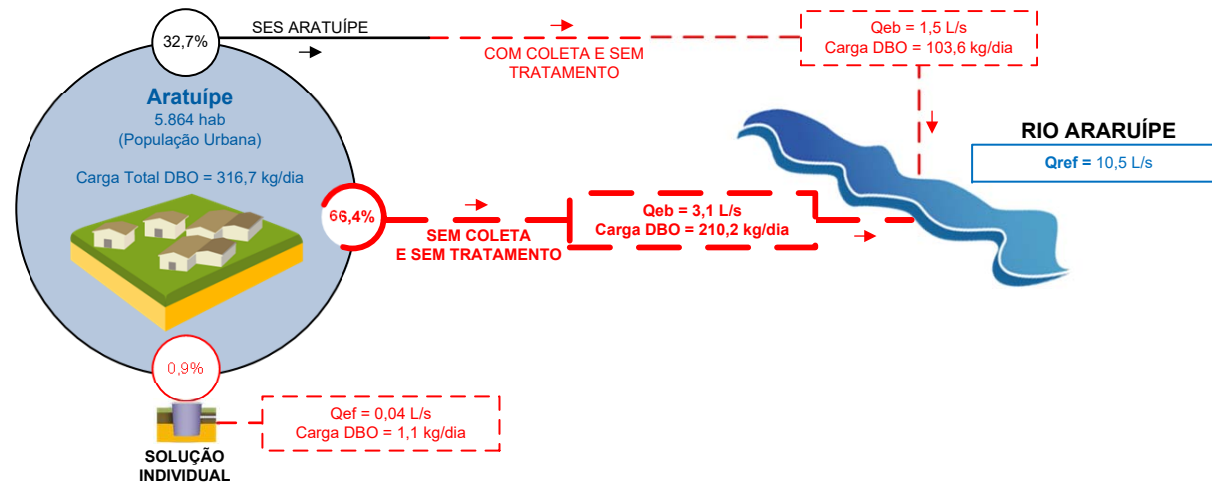 32,7%
SES ARATUÍPE
COM COLETA E SEM
TRATAMENTO
Qeb = 1,5 L/s
Carga DBO = 103,6 kg/dia
Aratuípe
5.864 hab
(População Urbana)
Carga Total DBO = 316,7 kg/dia
RIO ARARUÍPE
Qref = 10,5 L/s
66,4%
SEM COLETA
E SEM TRATAMENTO
Qeb = 3,1 L/s
Carga DBO = 210,2 kg/dia
0,9%
Qef = 0,04 L/s
Carga DBO = 1,1 kg/dia
SOLUÇÃO
INDIVIDUAL